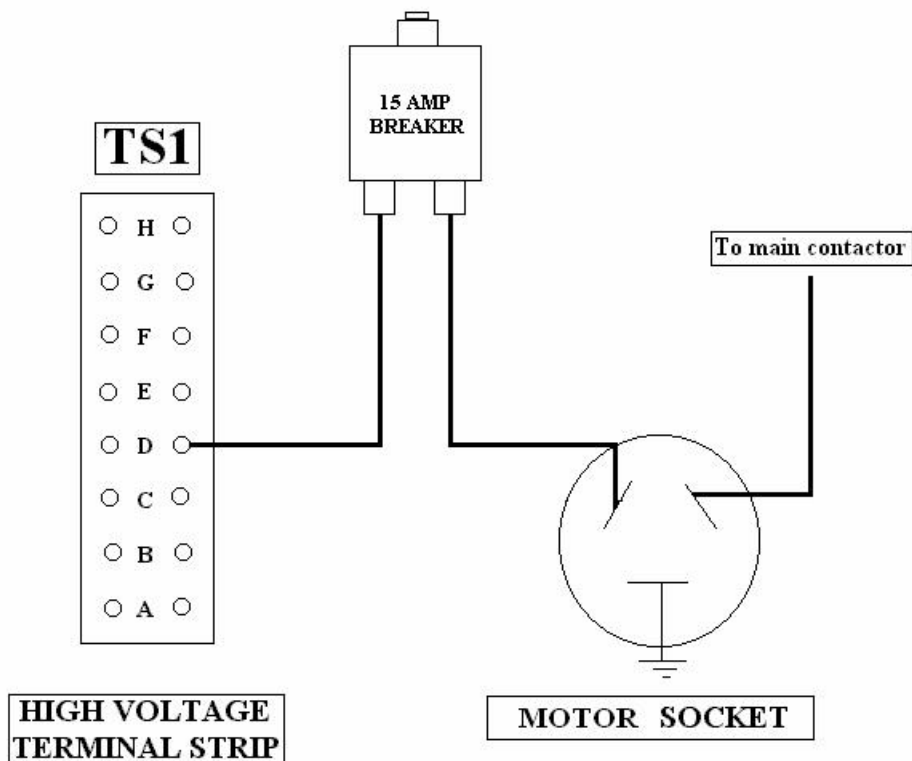 15 AMP
BREAKER
TS1
H
G
F
E
D
C
B
A
To main contactor
HIGH VOLTAGE
TERMINAL STRIP
MOTOR SOCKET